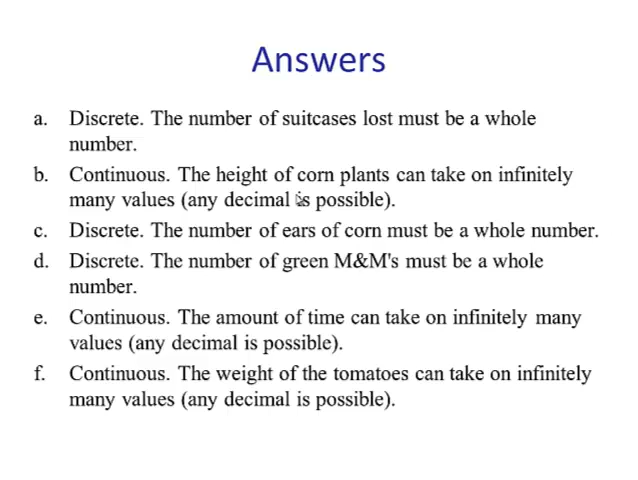 Answers
a. Discrete. The number of suitcases lost must be a whole
number.
b. Continuous. The height of corn plants can take on infinitely
many values (any decimal is possible).
c. Discrete. The number of ears of corn must be a whole number.
d. Discrete. The number of green M&M's must be a whole
number.
e. Continuous. The amount of time can take on infinitely many
values (any decimal is possible).
f. Continuous. The weight of the tomatoes can take on infinitely
many values (any decimal is possible).